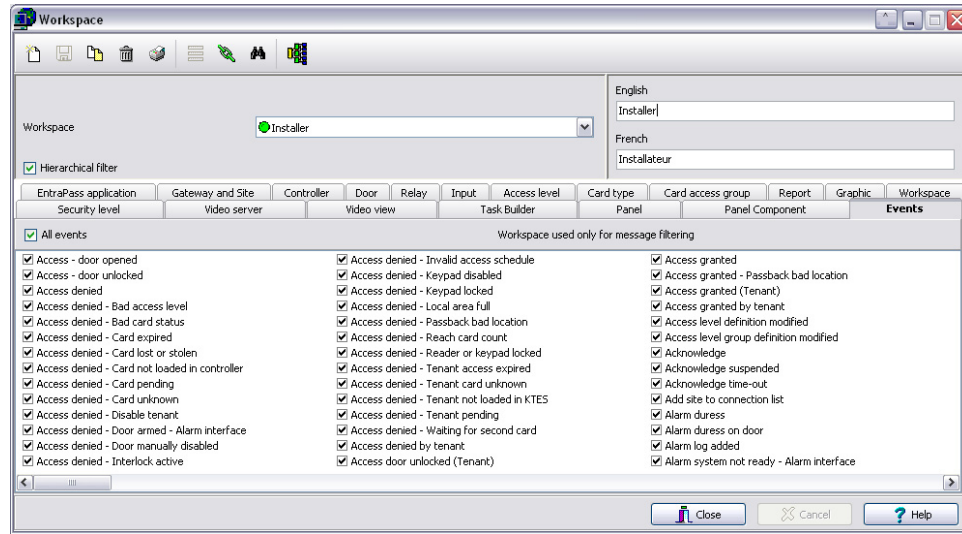 Workspace
English
Installer
Workspace
Installer
French
Installateur
Hierarchical filter
EntraPass application Gateway and Site Controller Door Relay Input Access level Card type Card access group Report Graphic Workspace
Security level Video server Video view Task Builder Panel Panel Component Events
All events Workspace used only for message filtering
Access - door opened Access denied - Invalid access schedule Access granted
Access - door unlocked Access denied - Keypad disabled Access granted - Passback bad location
Access denied Access denied - Keypad locked Access granted (Tenant)
Access denied - Bad access level Access denied - Local area full Access granted by tenant
Access denied - Bad card status Access denied - Passback bad location Access level definition modified
Access denied - Card expired Access denied - Reach card count Access level group definition modified
Access denied - Card lost or stolen Access denied - Reader or keypad locked Acknowledge
Access denied - Card not loaded in controller Access denied - Tenant access expired Acknowledge suspended
Access denied - Card pending Access denied - Tenant card unknown Acknowledge time-out
Access denied - Card unknown Access denied - Tenant not loaded in KTES Add site to connection list
Access denied - Disable tenant Access denied - Tenant pending Alarm duress
Access denied - Door armed - Alarm interface Access denied - Waiting for second card Alarm duress on door
Access denied - Door manually disabled Access denied by tenant Alarm log added
Access denied - Interlock active Access door unlocked (Tenant) Alarm system not ready - Alarm interface
Close Cancel Help